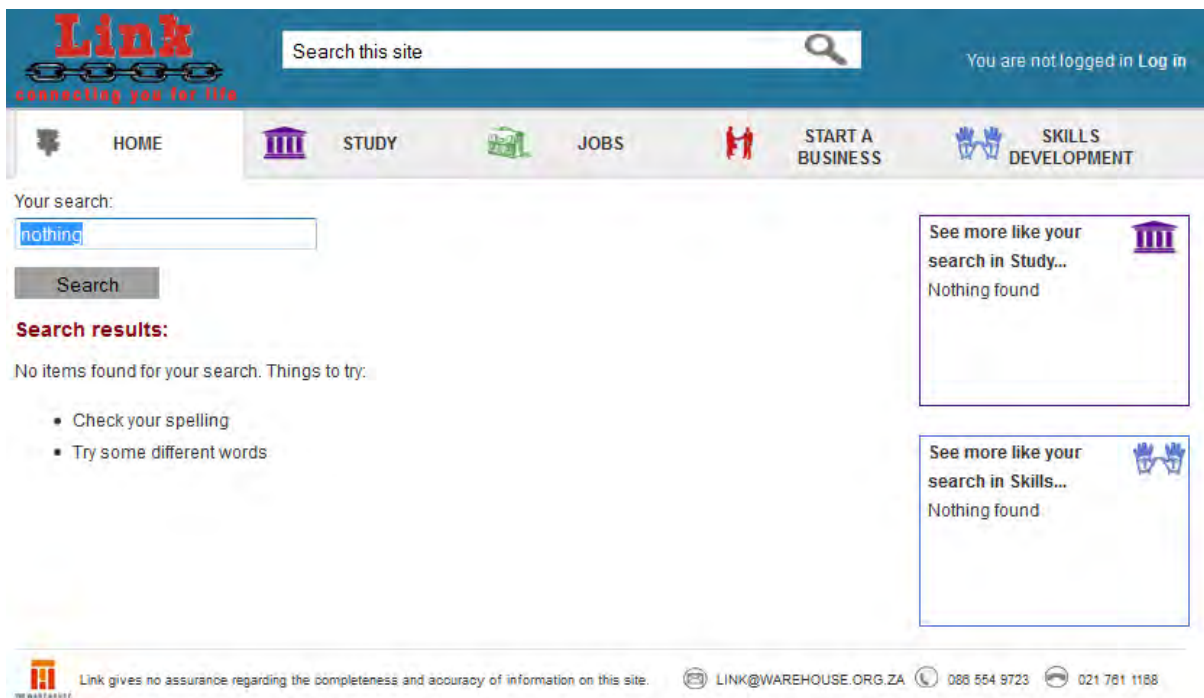 Link
connecting you for life
Search this site
You are not logged in Log in
HOME
STUDY
JOBS
START A
BUSINESS
SKILLS
DEVELOPMENT
Your search:
nothing
Search
Search results:
No items found for your search. Things to try:
• Check your spelling
• Try some different words
See more like your
search in Study...
Nothing found
See more like your
search in Skills...
Nothing found
THE WAREHOUSE
Link gives no assurance regarding the completeness and accuracy of information on this site.
LINK@WAREHOUSE.ORG.ZA
086 554 9723
021 761 1188